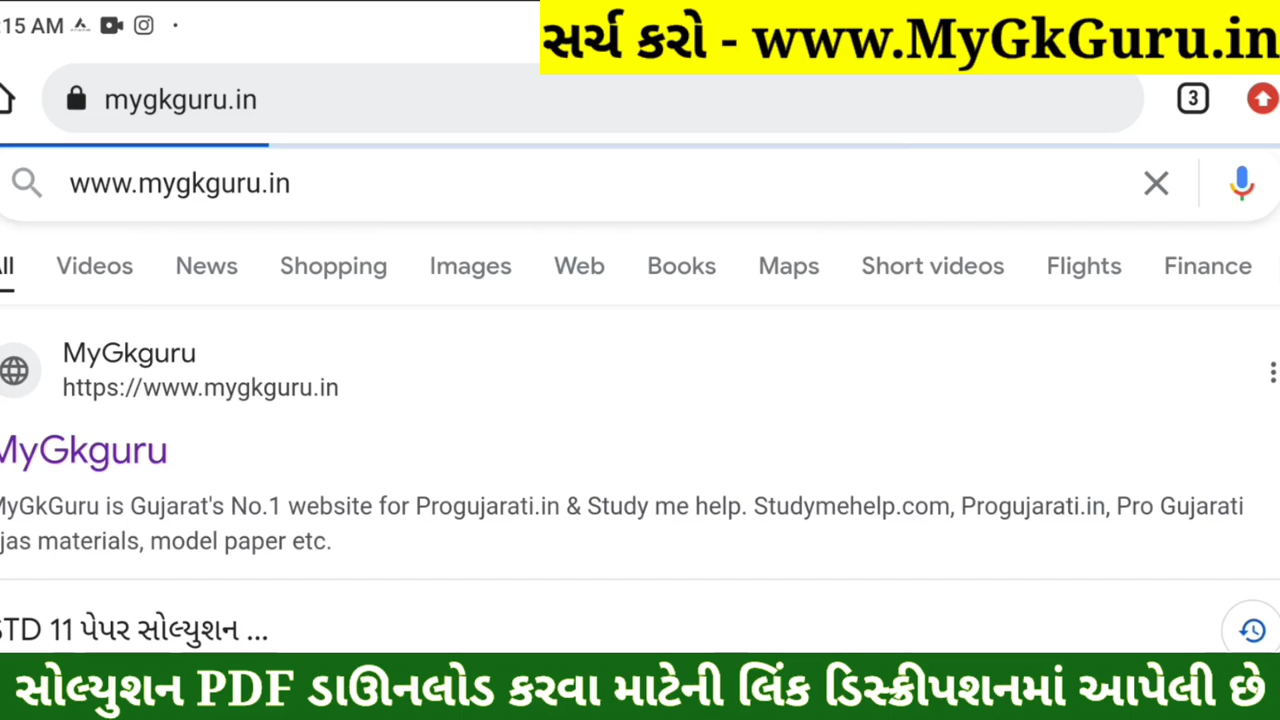 :15 AM
સર્ચ કરો - www.MyGkGuru.in
mygkguru.in
3
www.mygkguru.in
All Videos News Shopping Images Web Books Maps Short videos Flights Finance
MyGkguru
https://www.mygkguru.in
MyGkguru
MyGkGuru is Gujarat's No.1 website for Progujarati.in & Study me help. Studymehelp.com, Progujarati.in, Pro Gujarati
jas materials, model paper etc.
STD 11 પેપર સોલ્યુશન ...
સોલ્યુશન PDF ડાઊનલોડ કરવા માટેની લિંક ડિસ્ક્રીપશનમાં આપેલી છે